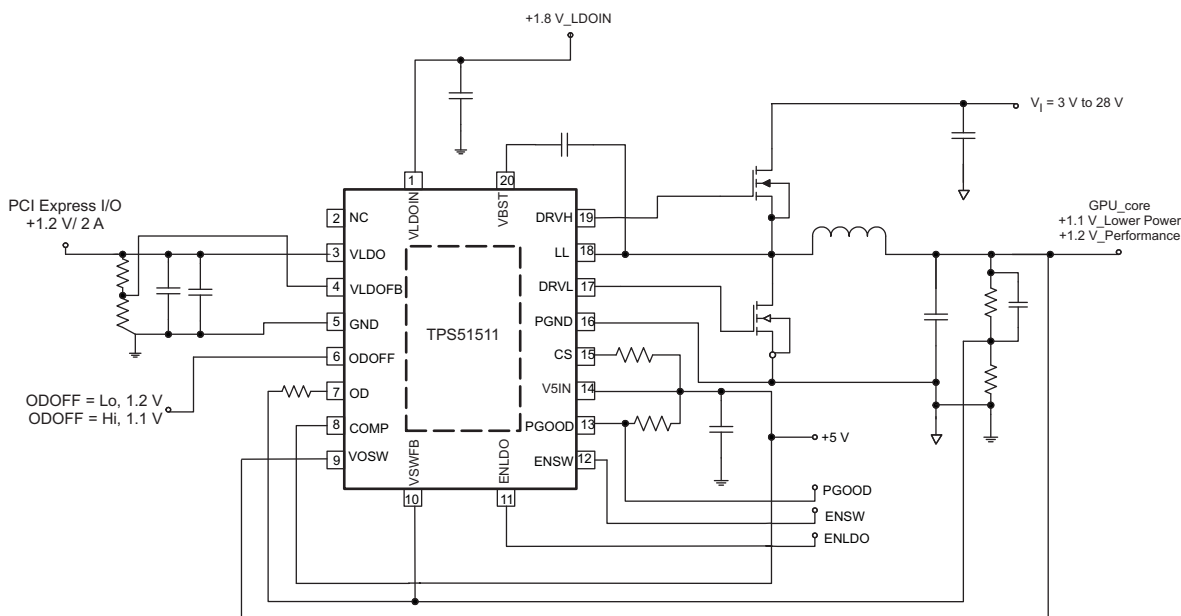 +1.8 V_LDOIN
V_I = 3 V to 28 V
1
20
VLDOIN
VBST
PCI Express I/O
+1.2 V/ 2 A
2
NC
DRVH
19
GPU_core
+1.1 V_Lower Power
+1.2 V_Performance
3
VLDO
LL
18
4
VLDOFB
DRVL
17
5
GND
PGND
16
TPS51511
6
ODOFF
CS
15
7
OD
V5IN
14
ODOFF = Lo, 1.2 V
ODOFF = Hi, 1.1 V
8
COMP
PGOOD
13
+5 V
9
VOSW
ENSW
12
VSWFB
ENLDO
10
11
PGOOD
ENSW
ENLDO